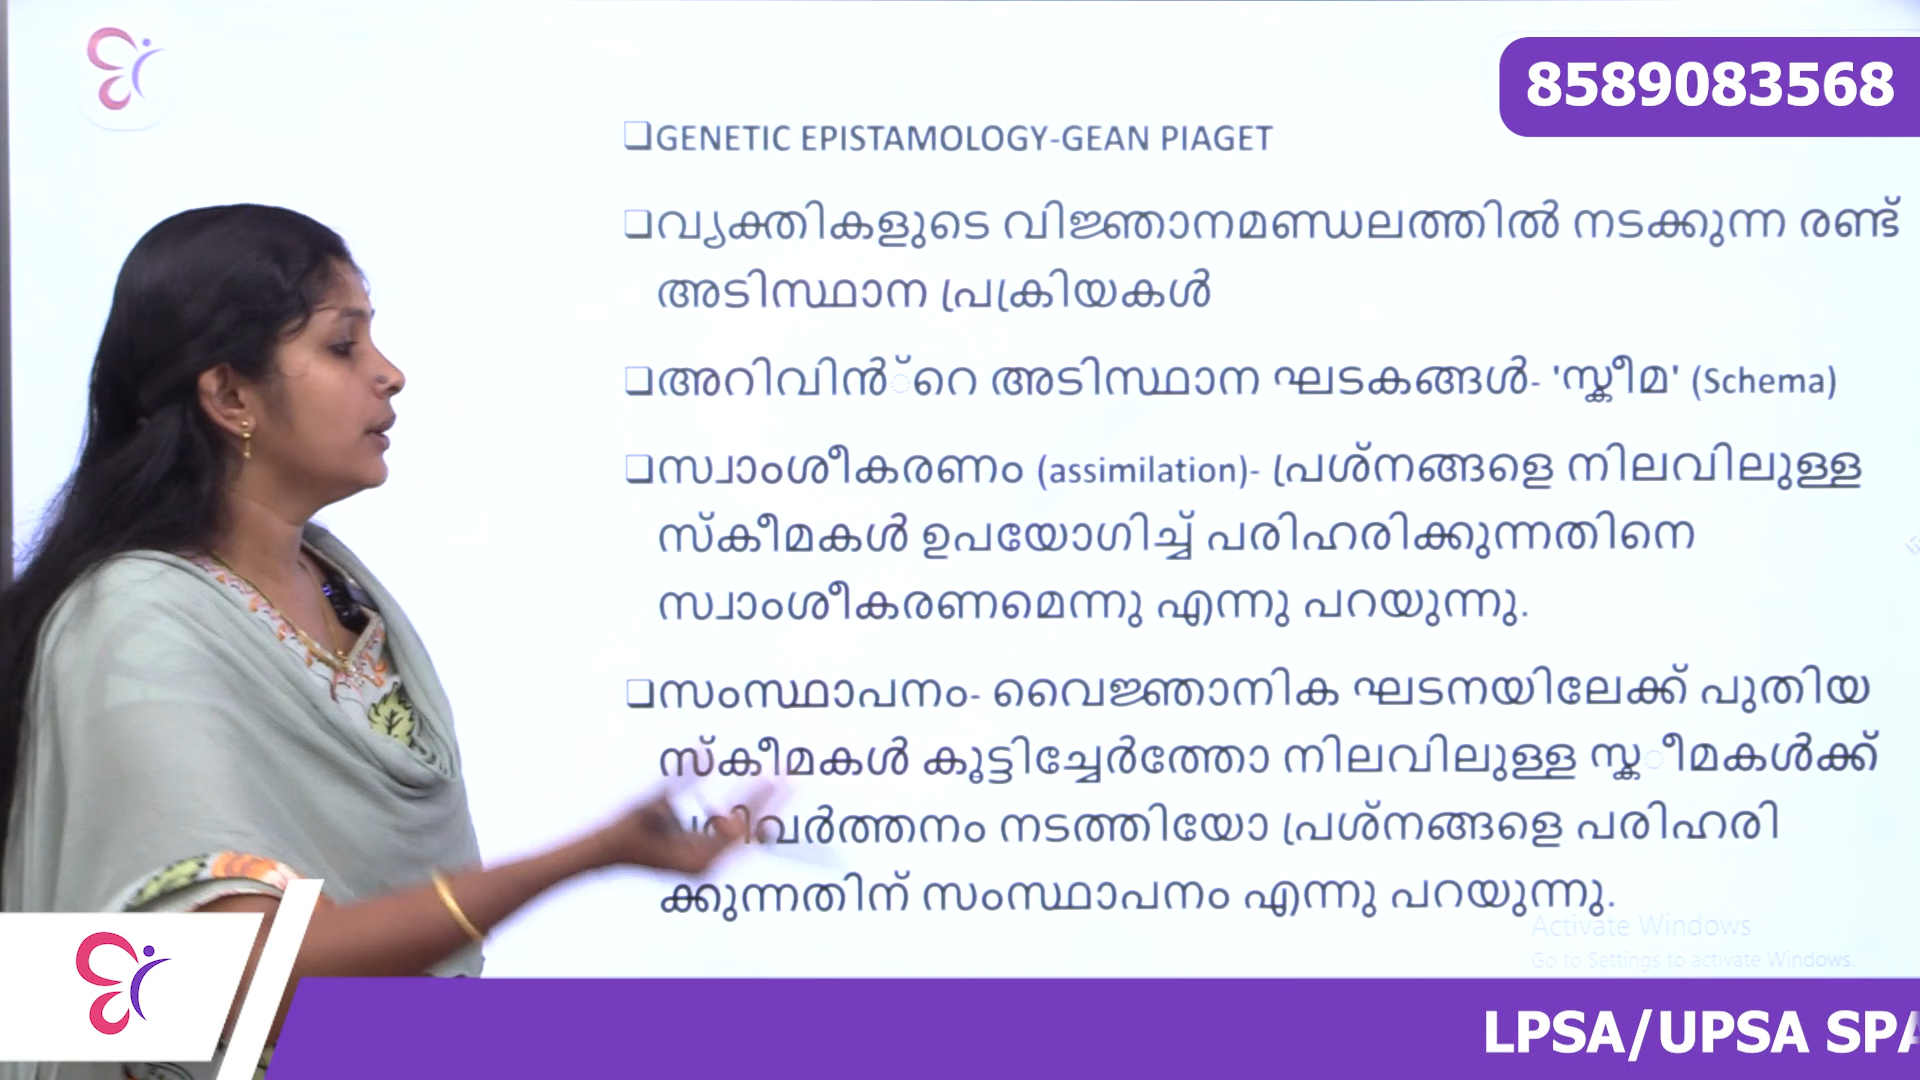 8589083568
❑GENETIC EPISTAMOLOGY-GEAN PIAGET
❑വ്യക്തികളുടെ വിജ്ഞാനമണ്ഡലത്തിൽ നടക്കുന്ന രണ്ട്
അടിസ്ഥാന പ്രക്രിയകൾ
❑അറിവിൻ്റെ അടിസ്ഥാന ഘടകങ്ങൾ- 'സ്കീമ' (Schema)
❑സ്വാംശീകരണം (assimilation)- പ്രശ്നങ്ങളെ നിലവിലുള്ള
സ്കീമകൾ ഉപയോഗിച്ച് പരിഹരിക്കുന്നതിനെ
സ്വാംശീകരണമെന്നു എന്നു പറയുന്നു.
❑സംസ്ഥാപനം- വൈജ്ഞാനിക ഘടനയിലേക്ക് പുതിയ
സ്കീമകൾ കൂട്ടിച്ചേർത്തോ നിലവിലുള്ള സ്കീമകൾക്ക്
പരിവർത്തനം നടത്തിയോ പ്രശ്നങ്ങളെ പരിഹരി
ക്കുന്നതിന് സംസ്ഥാപനം എന്നു പറയുന്നു.
Activate Windows
Go to Settings to activate Windows.
LPSA/UPSA SPA